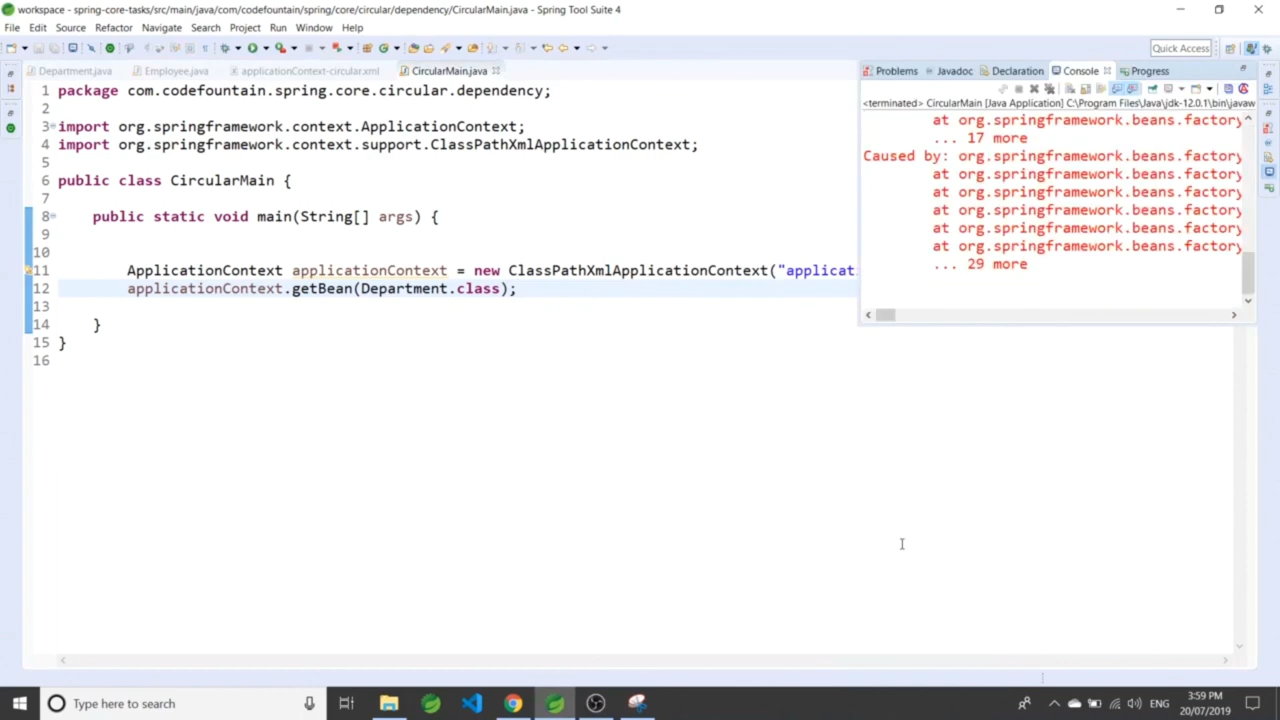 workspace - spring-core-tasks/src/main/java/com/codefountain/spring/core/circular/dependency/CircularMain.java - Spring Tool Suite 4
File Edit Source Refactor Navigate Search Project Run Window Help
Quick Access
Department.java Employee.java applicationContext-circular.xml CircularMain.java
Problems Javadoc Declaration Console Progress
<terminated> CircularMain [Java Application] C:\Program Files\Java\jdk-12.0.1\bin\javaw
1 package com.codefountain.spring.core.circular.dependency;
2
3 import org.springframework.context.ApplicationContext;
4 import org.springframework.context.support.ClassPathXmlApplicationContext;
5
6 public class CircularMain {
7
8 public static void main(String[] args) {
9
10
11 ApplicationContext applicationContext = new ClassPathXmlApplicationContext("applicat
12 applicationContext.getBean(Department.class);
13
14 }
15 }
16
at org.springframework.beans.factory
... 17 more
Caused by: org.springframework.beans.factory
at org.springframework.beans.factory
at org.springframework.beans.factory
at org.springframework.beans.factory
at org.springframework.beans.factory
at org.springframework.beans.factory
... 29 more
Type here to search
ENG
3:59 PM
20/07/2019